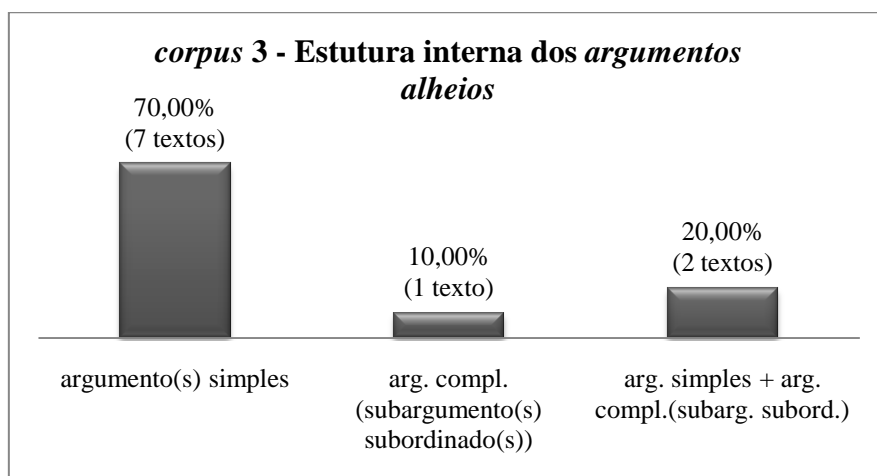 corpus 3 - Estutura interna dos argumentos
alheios
70,00%
(7 textos)
10,00%
(1 texto)
20,00%
(2 textos)
argumento(s) simples
arg. compl.
(subargumento(s)
subordinado(s))
arg. simples + arg.
compl.(subarg. subord.)